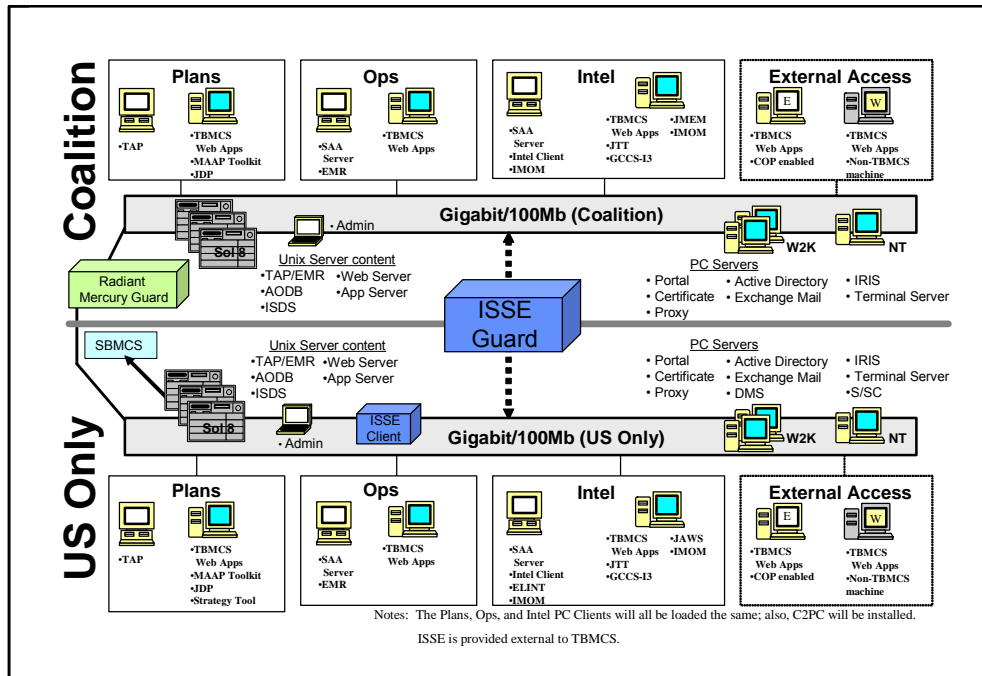 Coalition
Plans
•TAP
•TBMCS
Web Apps
•MAAP Toolkit
•JDP
Ops
•SAA
Server
•EMR
•TBMCS
Web Apps
Intel
•SAA
Server
•Intel Client
•IMOM
•TBMCS
Web Apps
•JTT
•GCCS-I3
•JMEM
•IMOM
External Access
E
•TBMCS
Web Apps
•COP enabled
W
•TBMCS
Web Apps
•Non-TBMCS
machine
Gigabit/100Mb (Coalition)
Sol 8
• Admin
W2K
NT
Radiant
Mercury Guard
Unix Server content
•TAP/EMR
•AODB
•ISDS
•Web Server
•App Server
ISSE
Guard
PC Servers
• Portal
• Certificate
• Proxy
• Active Directory
• Exchange Mail
• IRIS
• Terminal Server
US Only
SBMCS
Unix Server content
•TAP/EMR
•AODB
•ISDS
•Web Server
•App Server
PC Servers
• Portal
• Certificate
• Proxy
• Active Directory
• Exchange Mail
• DMS
• IRIS
• Terminal Server
• S/SC
Sol 8
• Admin
ISSE
Client
Gigabit/100Mb (US Only)
W2K
NT
Plans
•TAP
•TBMCS
Web Apps
•MAAP Toolkit
•JDP
•Strategy Tool
Ops
•SAA
Server
•EMR
•TBMCS
Web Apps
Intel
•SAA
Server
•Intel Client
•ELINT
•IMOM
•TBMCS
Web Apps
•JTT
•GCCS-I3
•JAWS
•IMOM
External Access
E
•TBMCS
Web Apps
•COP enabled
W
•TBMCS
Web Apps
•Non-TBMCS
machine
Notes: The Plans, Ops, and Intel PC Clients will all be loaded the same; also, C2PC will be installed.
ISSE is provided external to TBMCS.